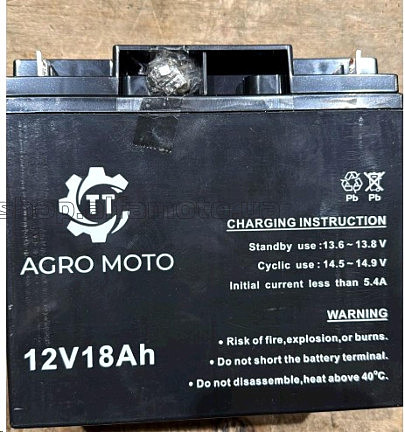 Pb Pb
TT
CHARGING INSTRUCTION
Standby use :13.6 ~ 13.8 V
Cyclic use : 14.5 ~ 14.9 V
Initial current less than 5.4A
AGRO MOTO
WARNING
• Risk of fire,explosion,or burns.
12V18Ah
• Do not short the battery terminal.
• Do not disassemble,heat above 40°C.